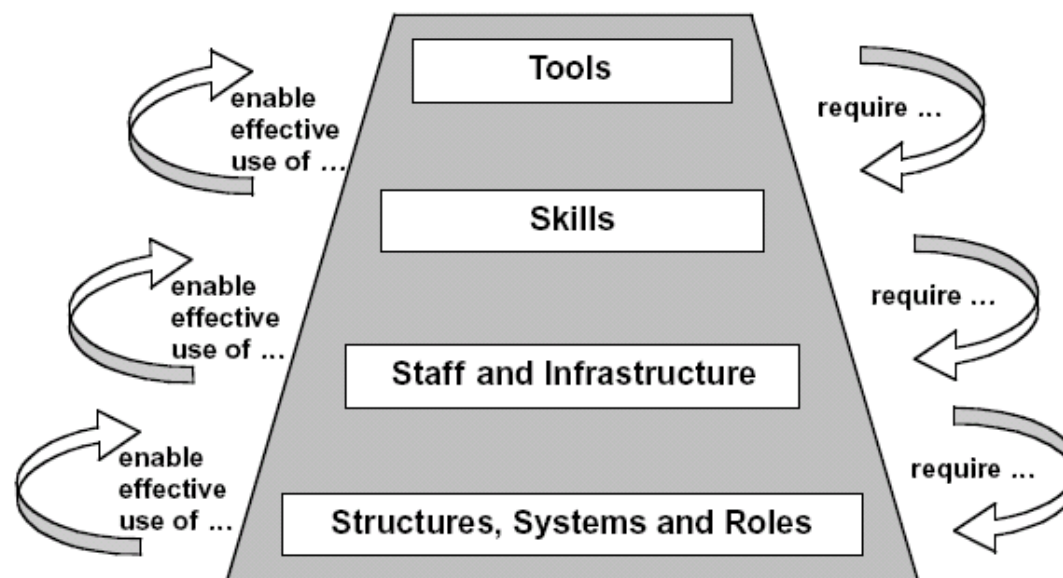 Tools
enable
effective
use of …
require …
Skills
enable
effective
use of …
require …
Staff and Infrastructure
enable
effective
use of …
require …
Structures, Systems and Roles